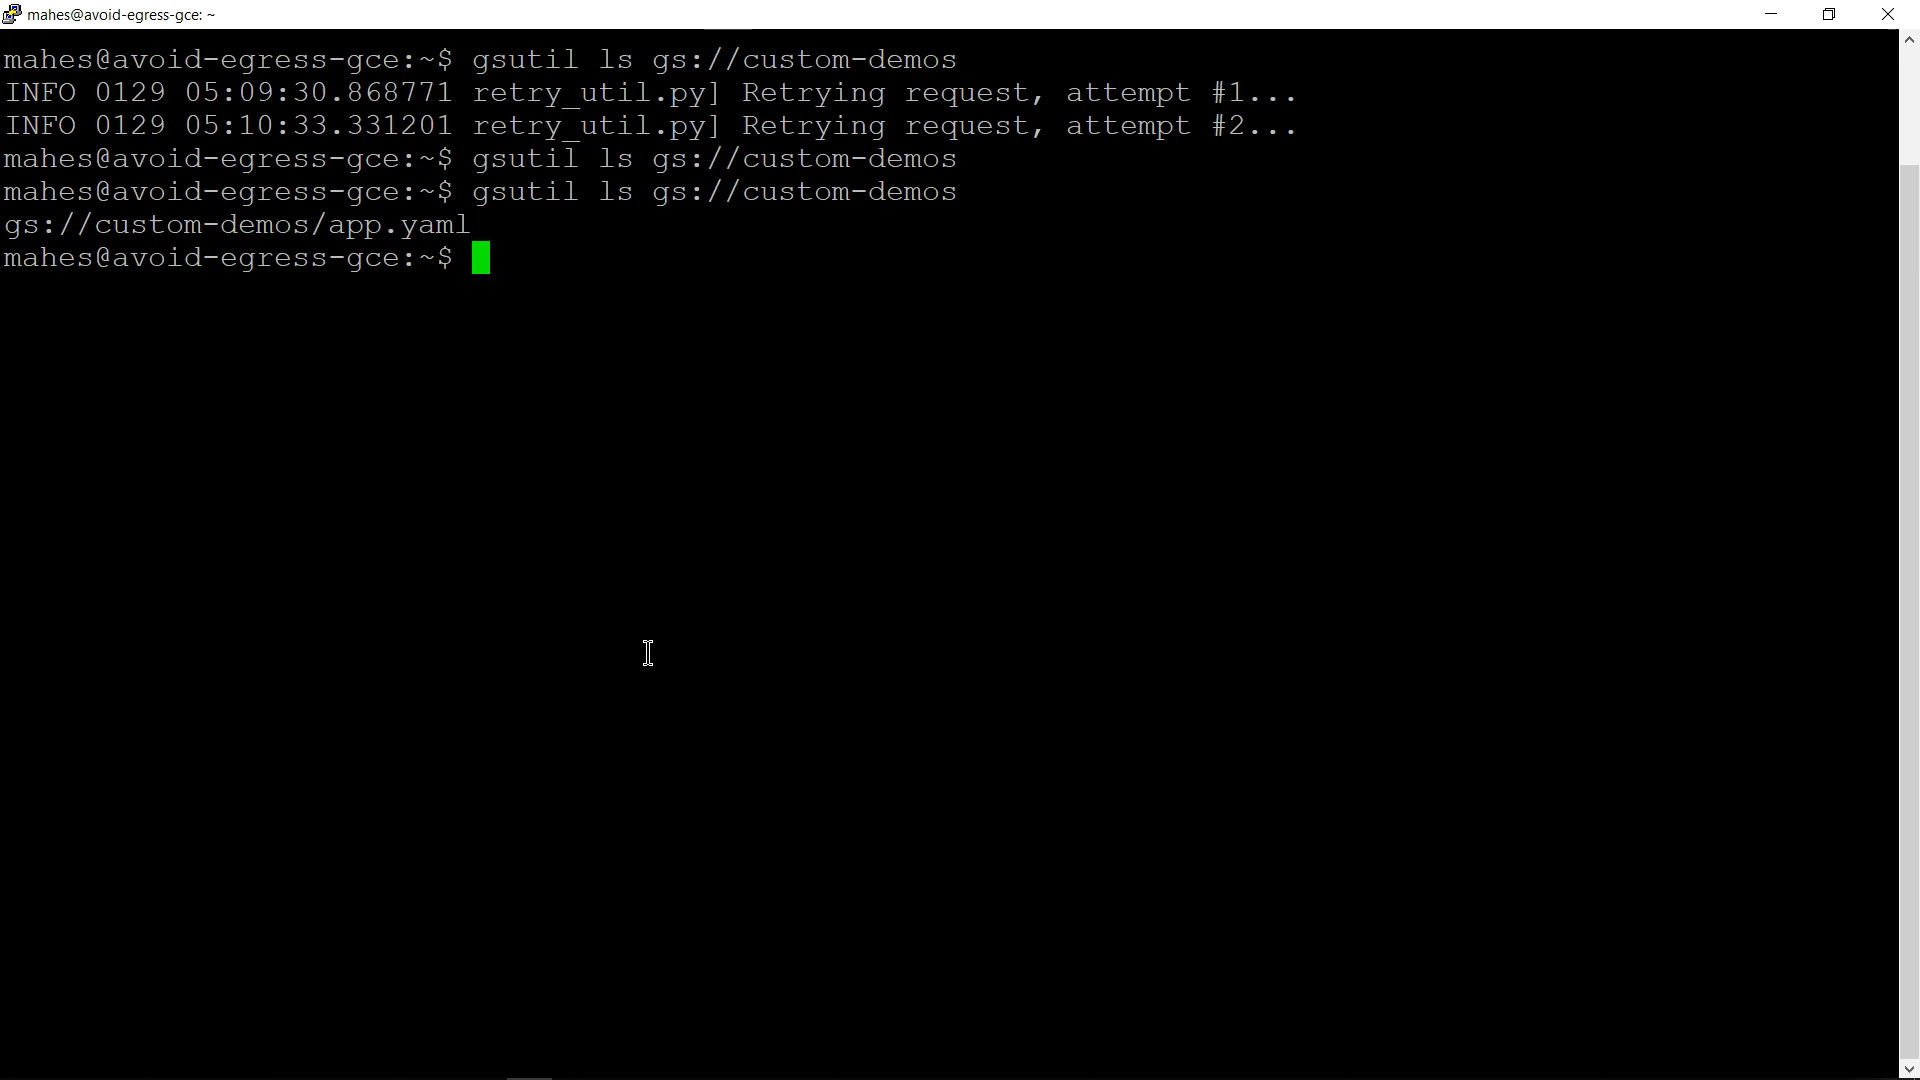 mahes@avoid-egress-gce: ~
mahes@avoid-egress-gce:~$ gsutil ls gs://custom-demos
INFO 0129 05:09:30.868771 retry_util.py] Retrying request, attempt #1...
INFO 0129 05:10:33.331201 retry_util.py] Retrying request, attempt #2...
mahes@avoid-egress-gce:~$ gsutil ls gs://custom-demos
mahes@avoid-egress-gce:~$ gsutil ls gs://custom-demos
gs://custom-demos/app.yaml
mahes@avoid-egress-gce:~$